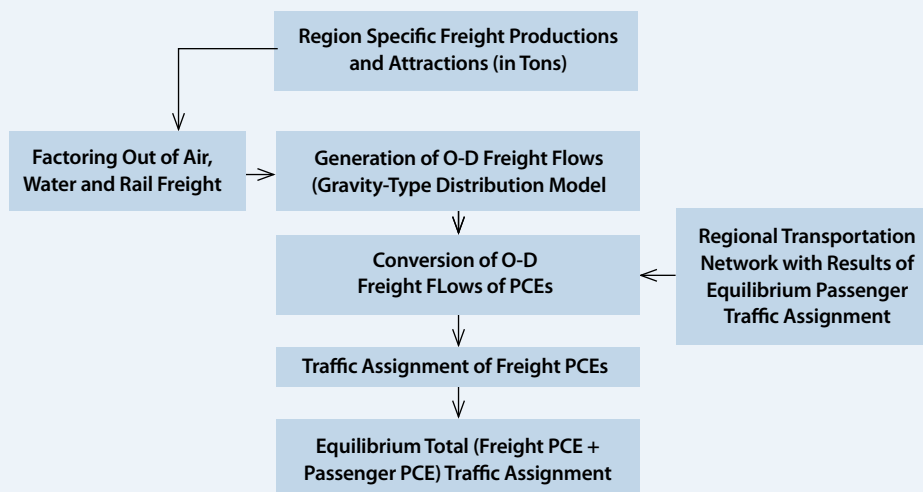 Region Specific Freight Productions
and Attractions (in Tons)
Factoring Out of Air,
Water and Rail Freight
Generation of O-D Freight Flows
(Gravity-Type Distribution Model
Conversion of O-D
Freight FLows of PCEs
Regional Transportation
Network with Results of
Equilibrium Passenger
Traffic Assignment
Traffic Assignment of Freight PCEs
Equilibrium Total (Freight PCE +
Passenger PCE) Traffic Assignment